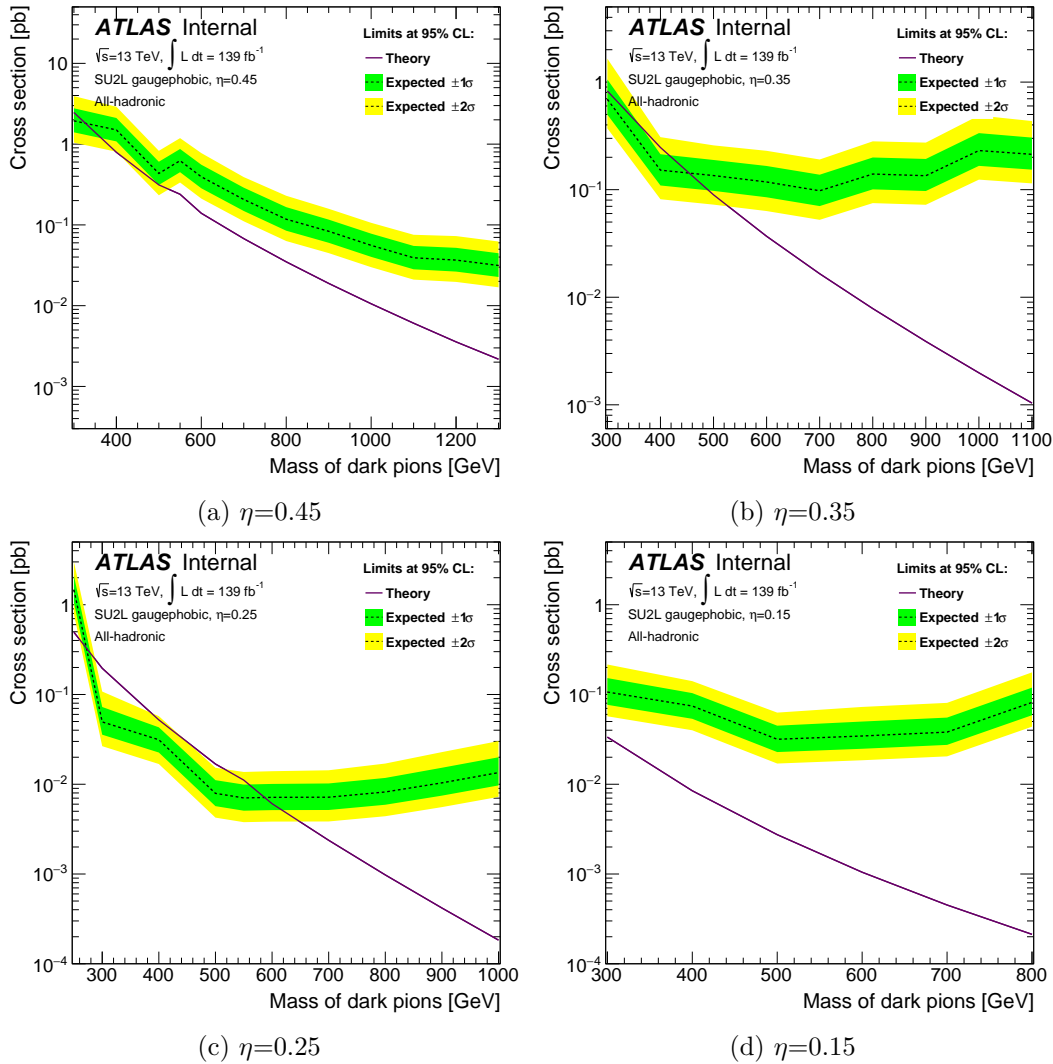 Cross section [pb]
ATLAS Internal
√s=13 TeV, ∫ L dt = 139 fb⁻¹
SU2L gaugephobic, η=0.45
All-hadronic
Limits at 95% CL:
Theory
Expected ±1σ
Expected ±2σ
10
1
10⁻¹
10⁻²
10⁻³
400 600 800 1000 1200
Mass of dark pions [GeV]
(a) η=0.45
Cross section [pb]
ATLAS Internal
√s=13 TeV, ∫ L dt = 139 fb⁻¹
SU2L gaugephobic, η=0.35
All-hadronic
Limits at 95% CL:
Theory
Expected ±1σ
Expected ±2σ
1
10⁻¹
10⁻²
10⁻³
300 400 500 600 700 800 900 1000 1100
Mass of dark pions [GeV]
(b) η=0.35
Cross section [pb]
ATLAS Internal
√s=13 TeV, ∫ L dt = 139 fb⁻¹
SU2L gaugephobic, η=0.25
All-hadronic
Limits at 95% CL:
Theory
Expected ±1σ
Expected ±2σ
1
10⁻¹
10⁻²
10⁻³
10⁻⁴
300 400 500 600 700 800 900 1000
Mass of dark pions [GeV]
(c) η=0.25
Cross section [pb]
ATLAS Internal
√s=13 TeV, ∫ L dt = 139 fb⁻¹
SU2L gaugephobic, η=0.15
All-hadronic
Limits at 95% CL:
Theory
Expected ±1σ
Expected ±2σ
1
10⁻¹
10⁻²
10⁻³
10⁻⁴
300 400 500 600 700 800
Mass of dark pions [GeV]
(d) η=0.15